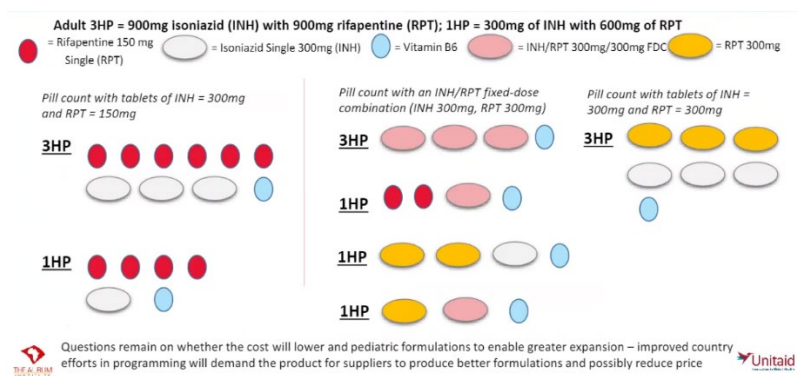 Adult 3HP = 900mg isoniazid (INH) with 900mg rifapentine (RPT); 1HP = 300mg of INH with 600mg of RPT
= Rifapentine 150 mg
Single (RPT)
= Isoniazid Single 300mg (INH)
= Vitamin B6
= INH/RPT 300mg/300mg FDC
= RPT 300mg
Pill count with tablets of INH = 300mg
and RPT = 150mg
3HP
1HP
Pill count with an INH/RPT fixed-dose
combination (INH 300mg, RPT 300mg)
3HP
1HP
1HP
1HP
Pill count with tablets of INH =
300mg and RPT = 300mg
3HP
Questions remain on whether the cost will lower and pediatric formulations to enable greater expansion – improved country
efforts in programming will demand the product for suppliers to produce better formulations and possibly reduce price
THE AURUM
Unitaid